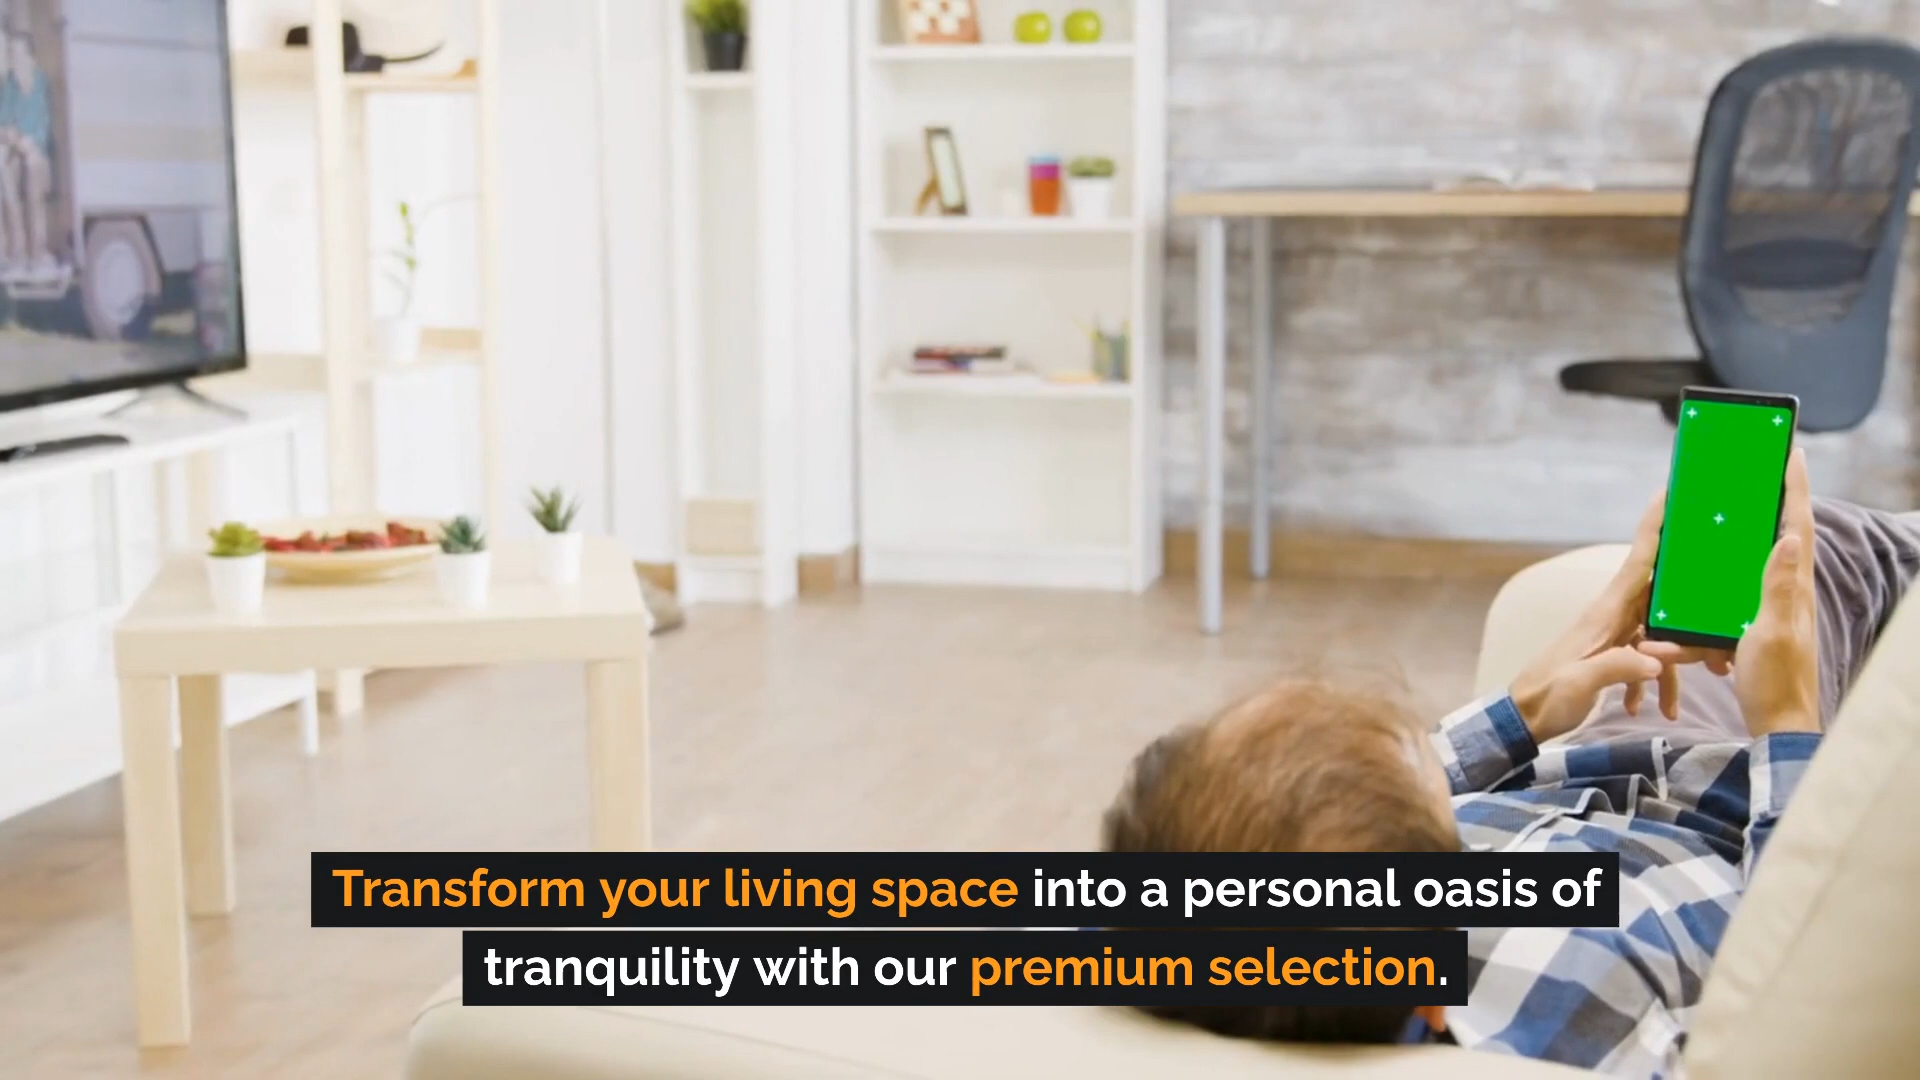 Transform your living space into a personal oasis of
tranquility with our premium selection.